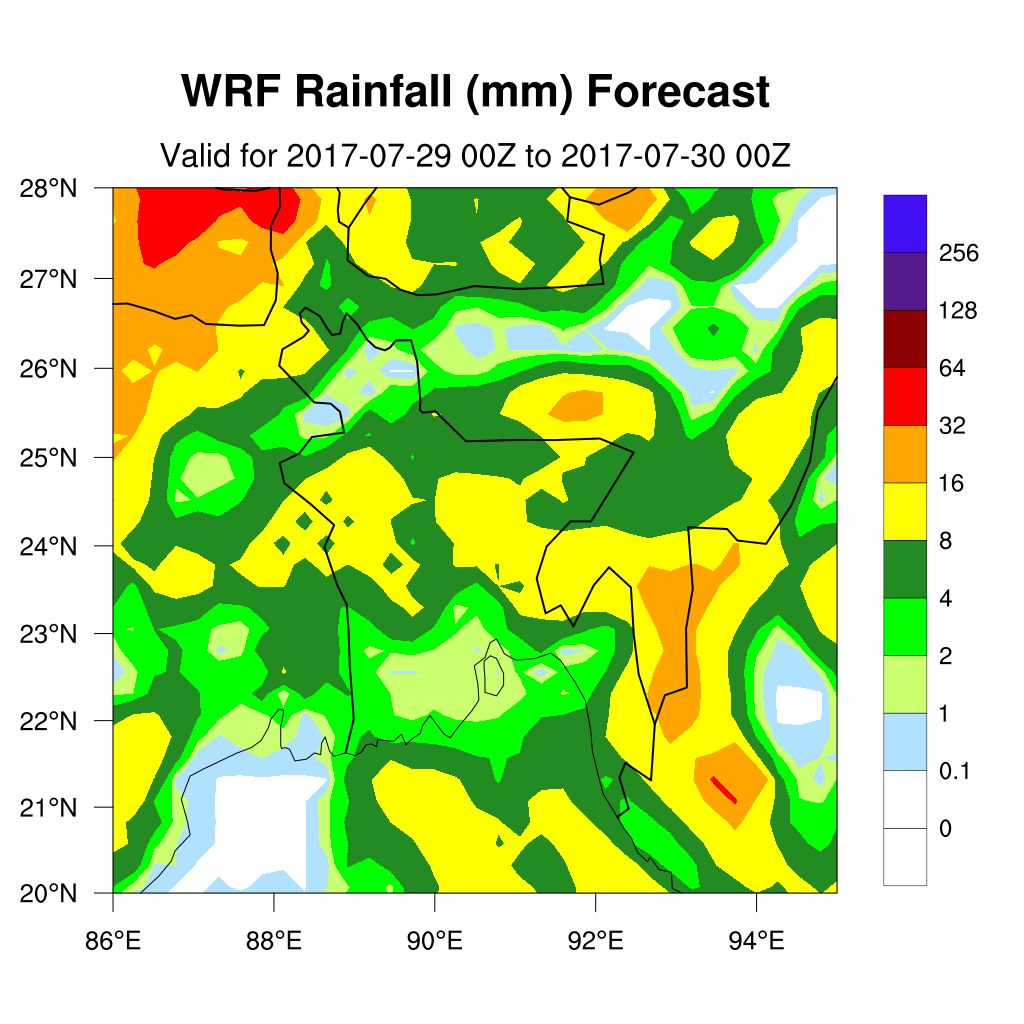 WRF Rainfall (mm) Forecast
Valid for 2017-07-29 00Z to 2017-07-30 00Z
28°N
27°N
26°N
25°N
24°N
23°N
22°N
21°N
20°N
86°E 88°E 90°E 92°E 94°E
256
128
64
32
16
8
4
2
1
0.1
0